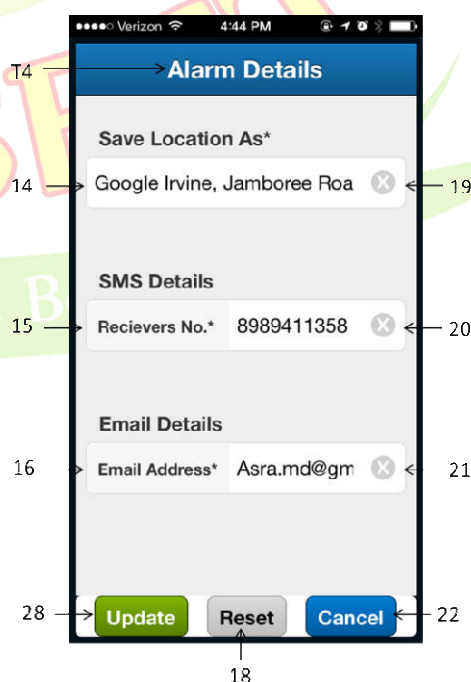 Verizon 4:44 PM
T4 Alarm Details
Save Location As*
14 Google Irvine, Jamboree Roa 19
SMS Details
15 Recievers No.* 8989411358 20
Email Details
16 Email Address* Asra.md@gm 21
28 Update Reset Cancel 22
18
B